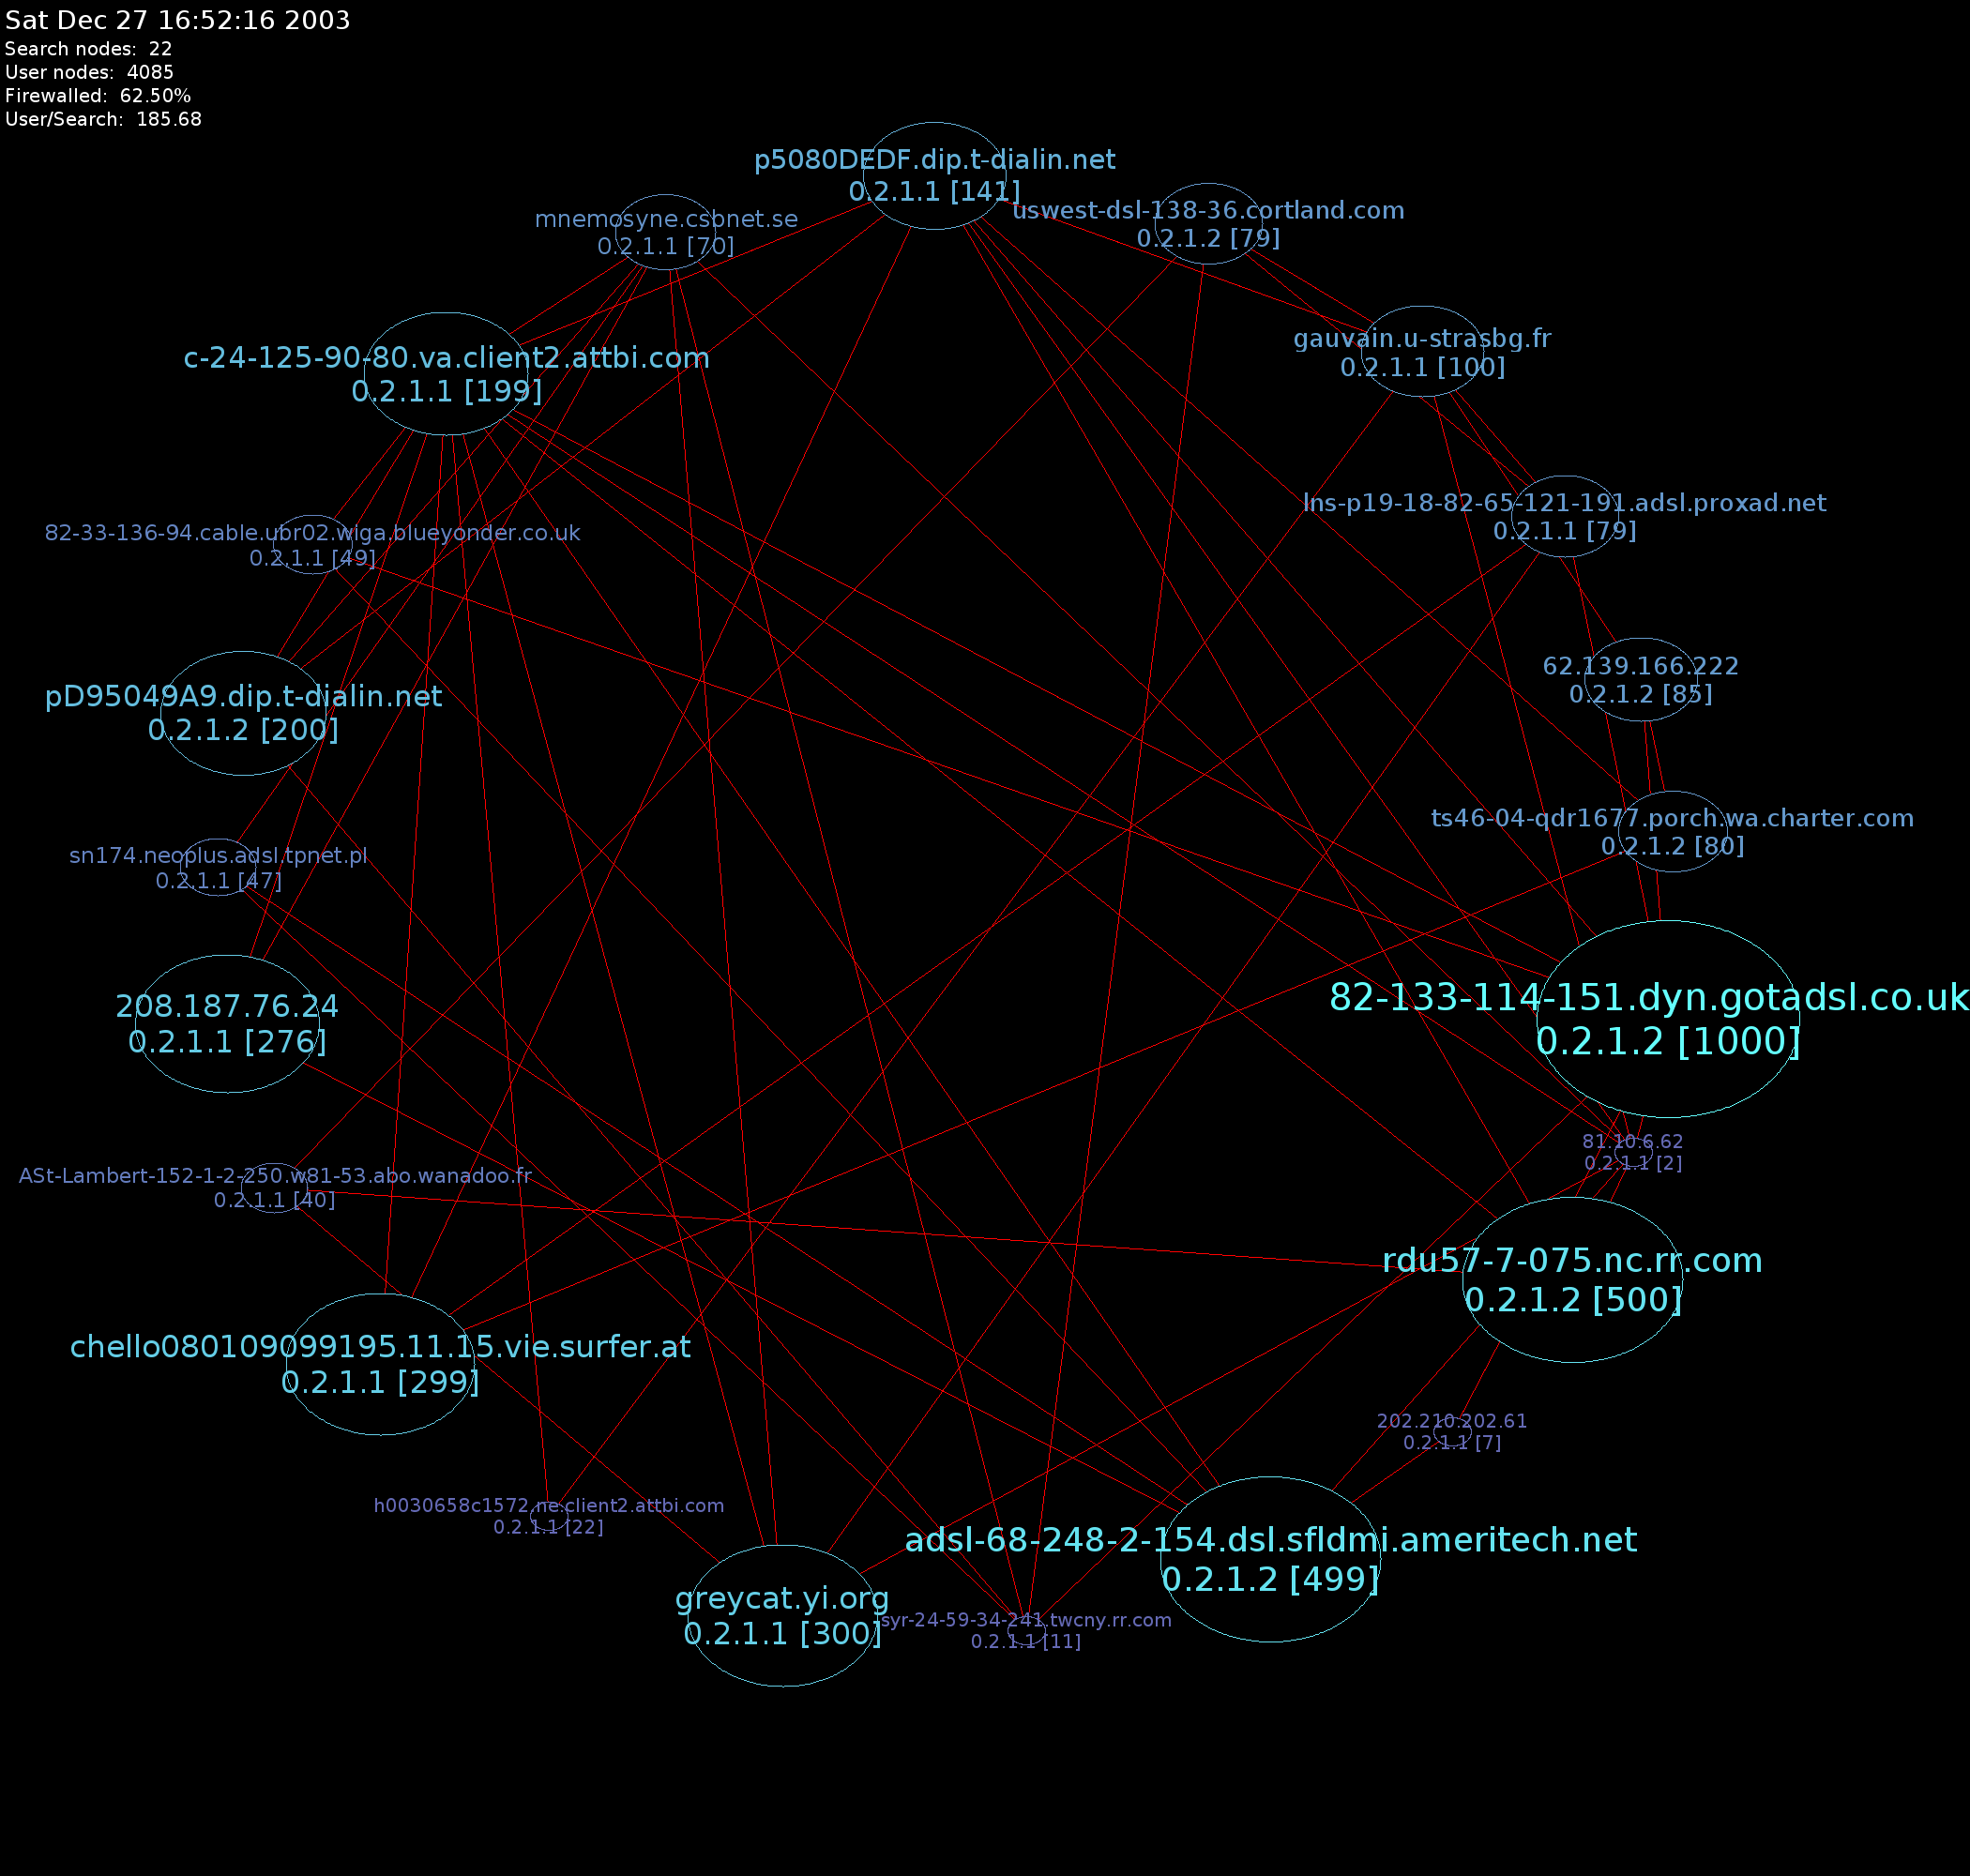 Sat Dec 27 16:52:16 2003
Search nodes:  22
User nodes:  4085
Firewalled:  62.50%
User/Search:  185.68
p5080DEDF.dip.t-dialin.net
0.2.1.1 [141]
mnemosyne.csbnet.se
0.2.1.1 [70]
uswest-dsl-138-36.cortland.com
0.2.1.2 [79]
gauvain.u-strasbg.fr
0.2.1.1 [100]
c-24-125-90-80.va.client2.attbi.com
0.2.1.1 [199]
lns-p19-18-82-65-121-191.adsl.proxad.net
0.2.1.1 [79]
82-33-136-94.cable.ubr02.wiga.blueyonder.co.uk
0.2.1.1 [49]
62.139.166.222
0.2.1.2 [85]
pD95049A9.dip.t-dialin.net
0.2.1.2 [200]
ts46-04-qdr1677.porch.wa.charter.com
0.2.1.2 [80]
sn174.neoplus.adsl.tpnet.pl
0.2.1.1 [47]
82-133-114-151.dyn.gotadsl.co.uk
0.2.1.2 [1000]
208.187.76.24
0.2.1.1 [276]
81.10.6.62
0.2.1.1 [2]
ASt-Lambert-152-1-2-250.w81-53.abo.wanadoo.fr
0.2.1.1 [40]
rdu57-7-075.nc.rr.com
0.2.1.2 [500]
chello080109099195.11.15.vie.surfer.at
0.2.1.1 [299]
202.210.202.61
0.2.1.1 [7]
h0030658c1572.ne.client2.attbi.com
0.2.1.1 [22]
adsl-68-248-2-154.dsl.sfldmi.ameritech.net
0.2.1.2 [499]
greycat.yi.org
0.2.1.1 [300]
syr-24-59-34-241.twcny.rr.com
0.2.1.1 [11]